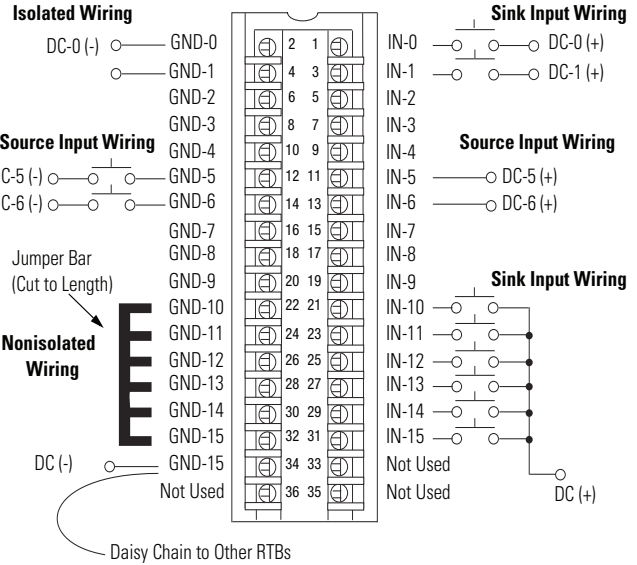 Isolated Wiring
Sink Input Wiring
DC-0 (-) GND-0 2 1 IN-0 DC-0 (+)
GND-1 4 3 IN-1 DC-1 (+)
GND-2 6 5 IN-2
GND-3 8 7 IN-3
Source Input Wiring
Source Input Wiring
GND-4 10 9 IN-4
C-5 (-) GND-5 12 11 IN-5 DC-5 (+)
C-6 (-) GND-6 14 13 IN-6 DC-6 (+)
GND-7 16 15 IN-7
GND-8 18 17 IN-8
Jumper Bar
(Cut to Length)
GND-9 20 19 IN-9
Sink Input Wiring
GND-10 22 21 IN-10
Nonisolated
Wiring
GND-11 24 23 IN-11
GND-12 26 25 IN-12
GND-13 28 27 IN-13
GND-14 30 29 IN-14
GND-15 32 31 IN-15
DC (-) GND-15 34 33 Not Used
Not Used 36 35 Not Used
DC (+)
Daisy Chain to Other RTBs